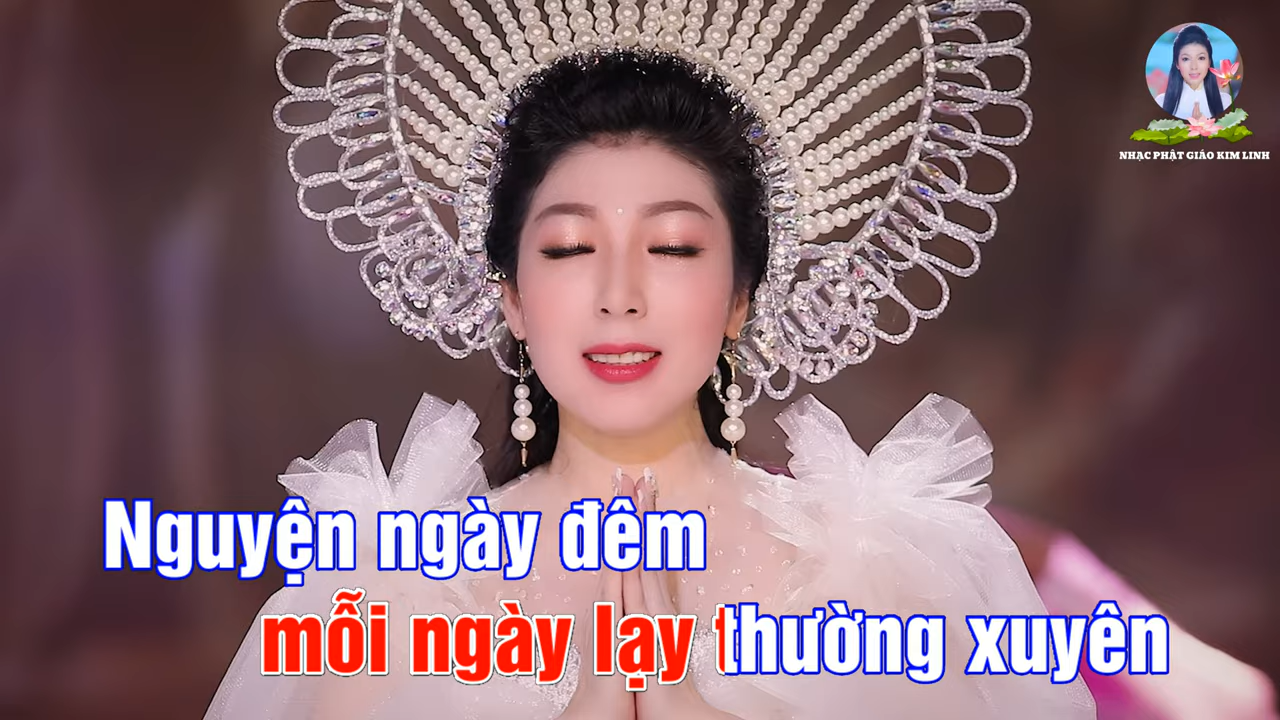 NHẠC PHẬT GIÁO KIM LINH
Nguyện ngày đêm
mỗi ngày lạy thường xuyên